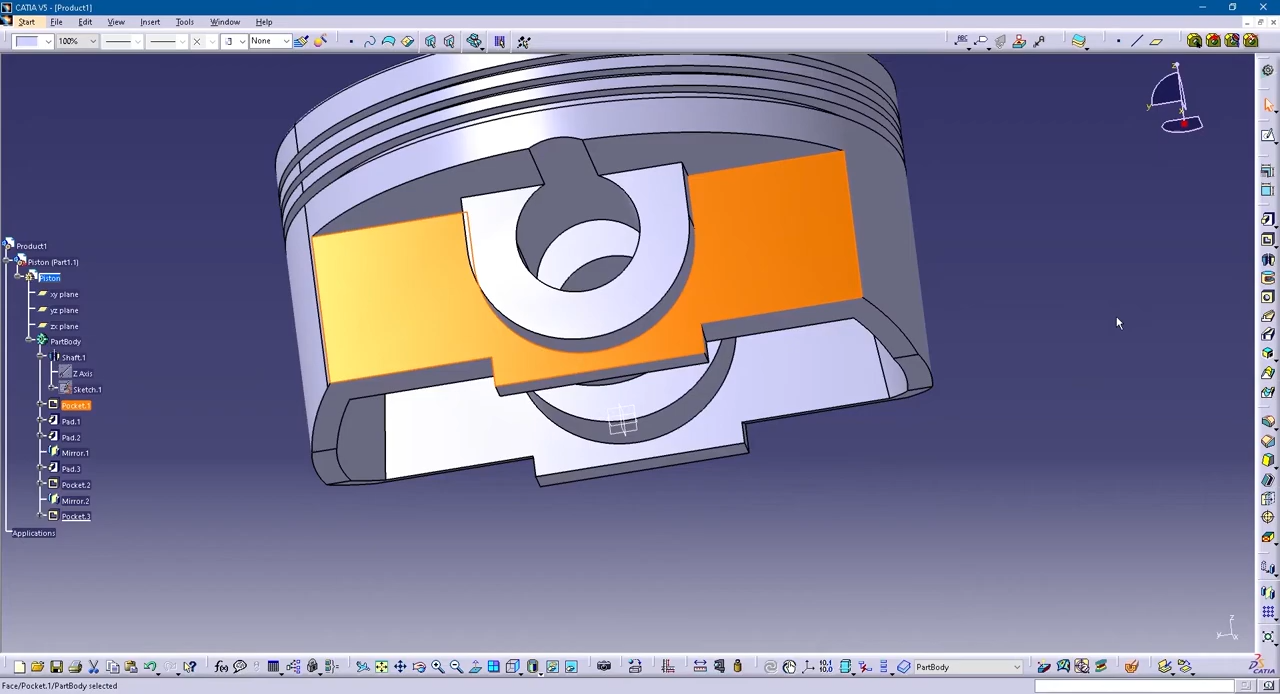 CATIA V5 - [Product1]
Start File Edit View Insert Tools Window Help
100% None
z
y
x
Product1
Piston (Part1.1)
Piston
xy plane
yz plane
zx plane
PartBody
Shaft.1
Z Axis
Sketch.1
Pocket.1
Pad.1
Pad.2
Mirror.1
Pad.3
Pocket.2
Mirror.2
Pocket.3
Applications
z
y x
PartBody
CATIA
Face/Pocket.1/PartBody selected